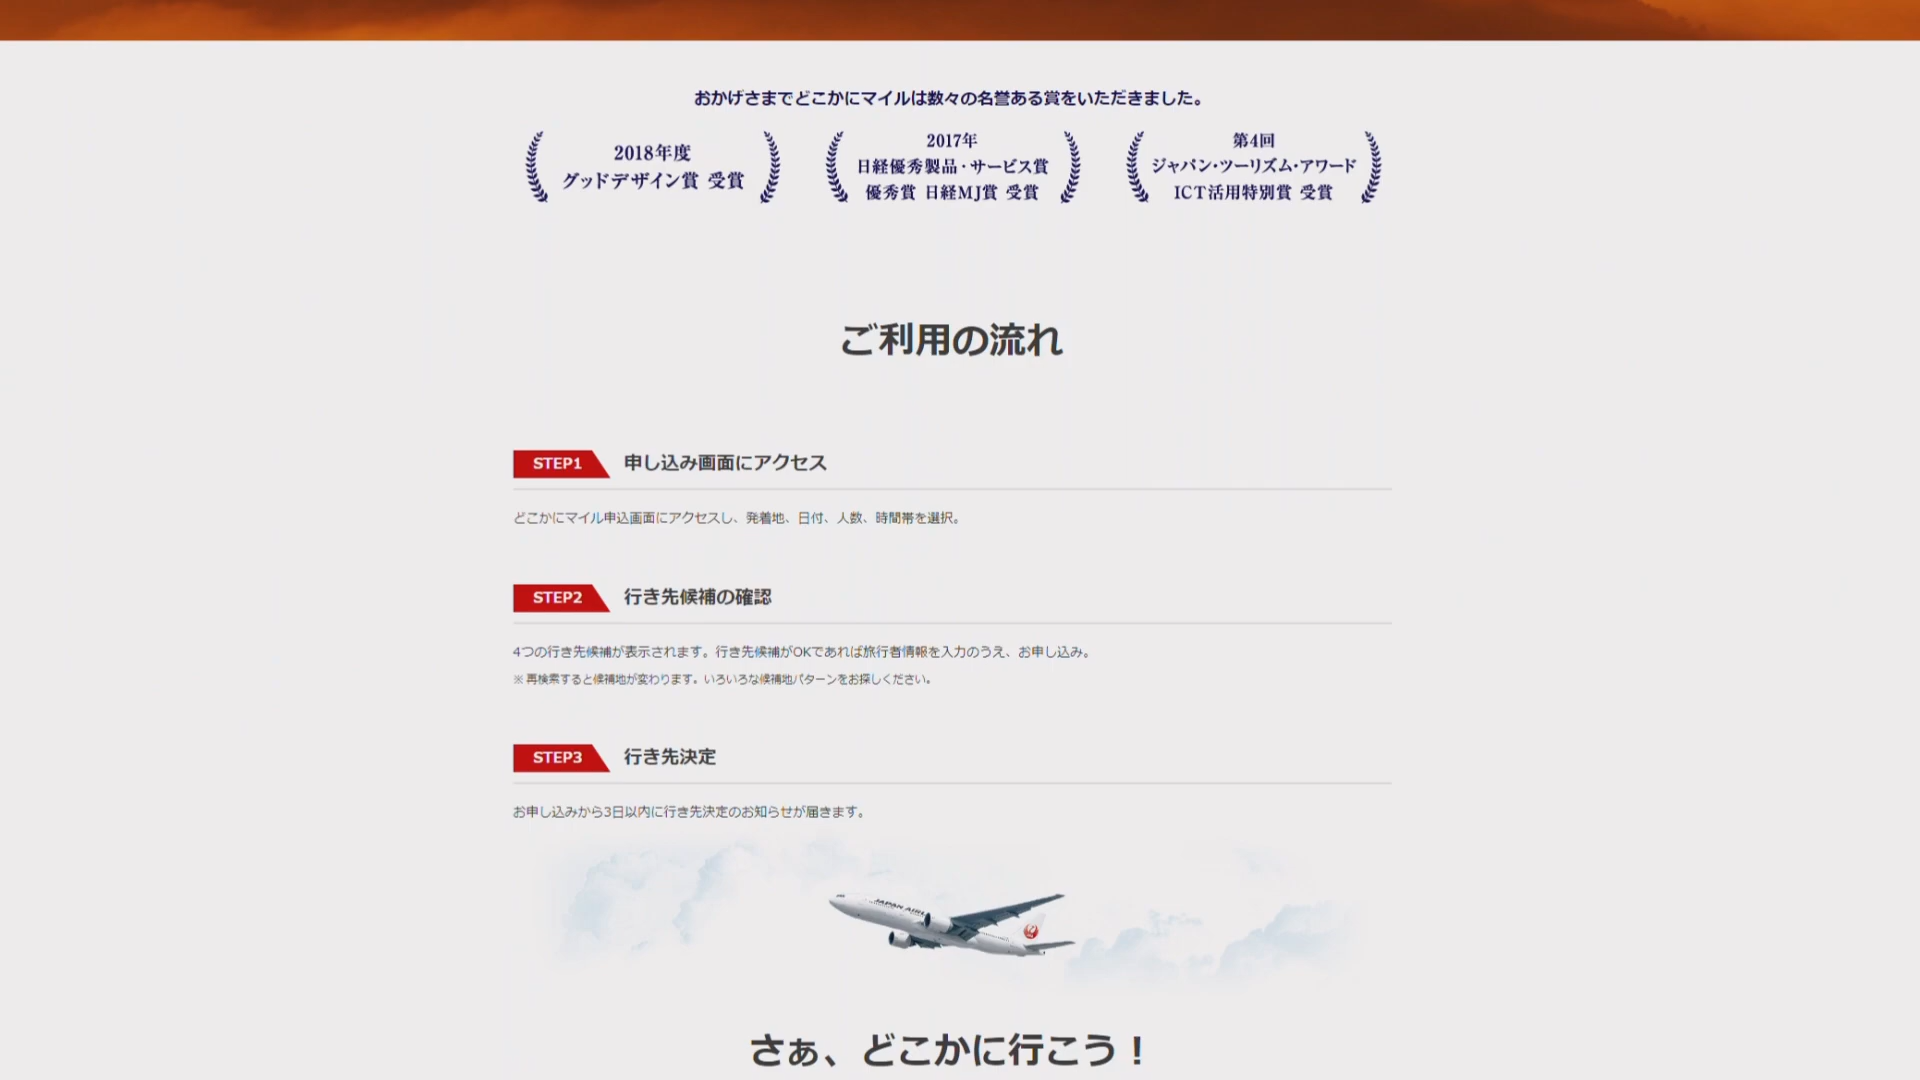 おかげさまでどこかにマイルは数々の名誉ある賞をいただきました。
2018年度
グッドデザイン賞 受賞
2017年
日経優秀製品・サービス賞
優秀賞 日経MJ賞 受賞
第4回
ジャパン・ツーリズム・アワード
ICT活用特別賞 受賞
ご利用の流れ
STEP1 申し込み画面にアクセス
どこかにマイル申込画面にアクセスし、発着地、日付、人数、時間帯を選択。
STEP2 行き先候補の確認
4つの行き先候補が表示されます。行き先候補がOKであれば旅行者情報を入力のうえ、お申し込み。
※ 再検索すると候補地が変わります。いろいろな候補地パターンをお探しください。
STEP3 行き先決定
お申し込みから3日以内に行き先決定のお知らせが届きます。
JAPAN AIRL
さぁ、どこかに行こう！